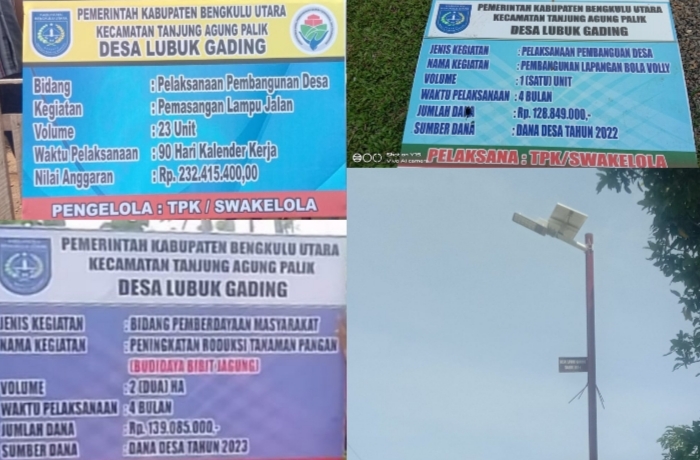 PEMERINTAH KABUPATEN BENGKULU UTARA
KECAMATAN TANJUNG AGUNG PALIK
DESA LUBUK GADING
Bidang : Pelaksanaan Pembangunan Desa
Kegiatan : Pemasangan Lampu Jalan
Volume : 23 Unit
Waktu Pelaksanaan : 90 Hari Kalender Kerja
Nilai Anggaran : Rp. 232.415.400,00
PENGELOLA : TPK / SWAKELOLA
PEMERINTAH KABUPATEN BENGKULU UTARA
KECAMATAN TANJUNG AGUNG PALIK
DESA LUBUK GADING
JENIS KEGIATAN : PELAKSANAAN PEMBANGUAN DESA
NAMA KEGIATAN : PEMBANGUNAN LAPANGAN BOLA VOLLY
VOLUME : 1 (SATU) UNIT
WAKTU PELAKSANAAN : 4 BULAN
JUMLAH DANA : Rp. 128.849.000,-
SUMBER DANA : DANA DESA TAHUN 2022
PELAKSANA : TPK/SWAKELOLA
PEMERINTAH KABUPATEN BENGKULU UTARA
KECAMATAN TANJUNG AGUNG PALIK
DESA LUBUK GADING
JENIS KEGIATAN : BIDANG PEMBERDAYAAN MASYARAKAT
NAMA KEGIATAN : PENINGKATAN RODUKSI TANAMAN PANGAN
(BUDIDAYA BIBIT JAGUNG)
VOLUME : 2 (DUA) HA
WAKTU PELAKSANAAN : 4 BULAN
JUMLAH DANA : Rp. 139.085.000,-
SUMBER DANA : DANA DESA TAHUN 2023